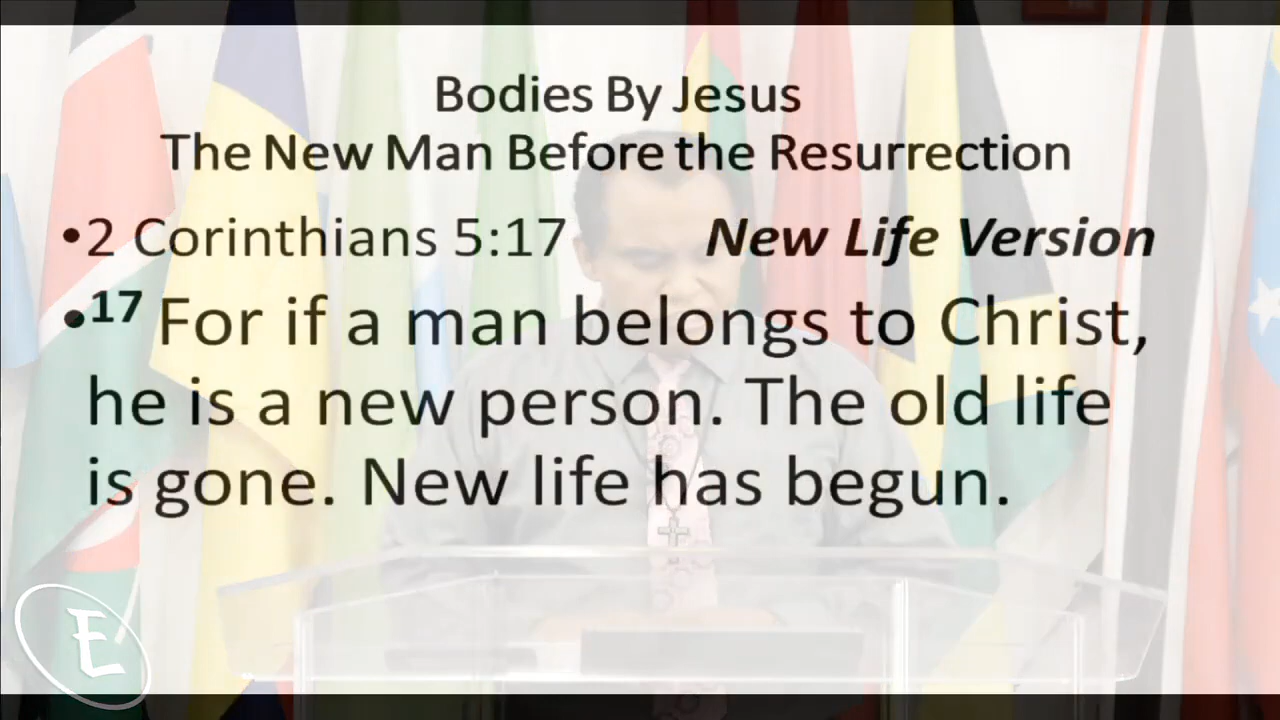 Bodies By Jesus
The New Man Before the Resurrection
•2 Corinthians 5:17 New Life Version
•17 For if a man belongs to Christ,
he is a new person. The old life
is gone. New life has begun.
E